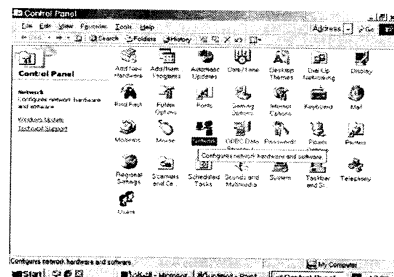 Control Panel
File Edit View Favorites Tools Help
Address Go
Search Folders History
Control Panel
Network
Configures network hardware and software
Windows Update
Technical Support
Add New Hardware
Add/Remove Programs
Automatic Updates
Date/Time
Desktop Themes
Dial-Up Networking
Display
Find Fast
Folder Options
Fonts
Gaming Options
Internet Options
Keyboard
Mail
Modems
Mouse
Network
ODBC Data
Passwords
Power Options
Printers
Configures network hardware and software
Regional Settings
Scanners and Ca...
Scheduled Tasks
Sounds and Multimedia
System
Taskbar and St...
Telephony
Users
Configures network hardware and software
My Computer
Start